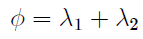 ϕ = λ₁ + λ₂